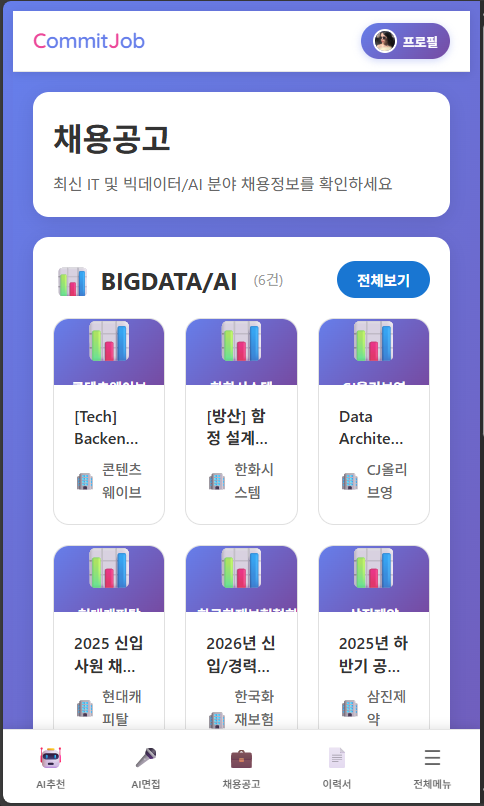 CommitJob
프로필
채용공고
최신 IT 및 빅데이터/AI 분야 채용정보를 확인하세요
BIGDATA/AI (6건) 전체보기
[Tech]
Backen...
콘텐츠
웨이브
[방산] 함
정 설계...
한화시
스템
Data
Archite...
CJ올리
브영
2025 신입
사원 채...
현대캐
피탈
2026년 신
입/경력...
한국화
재보험
2025년 하
반기 공...
삼진제
약
AI추천 AI면접 채용공고 이력서 전체메뉴